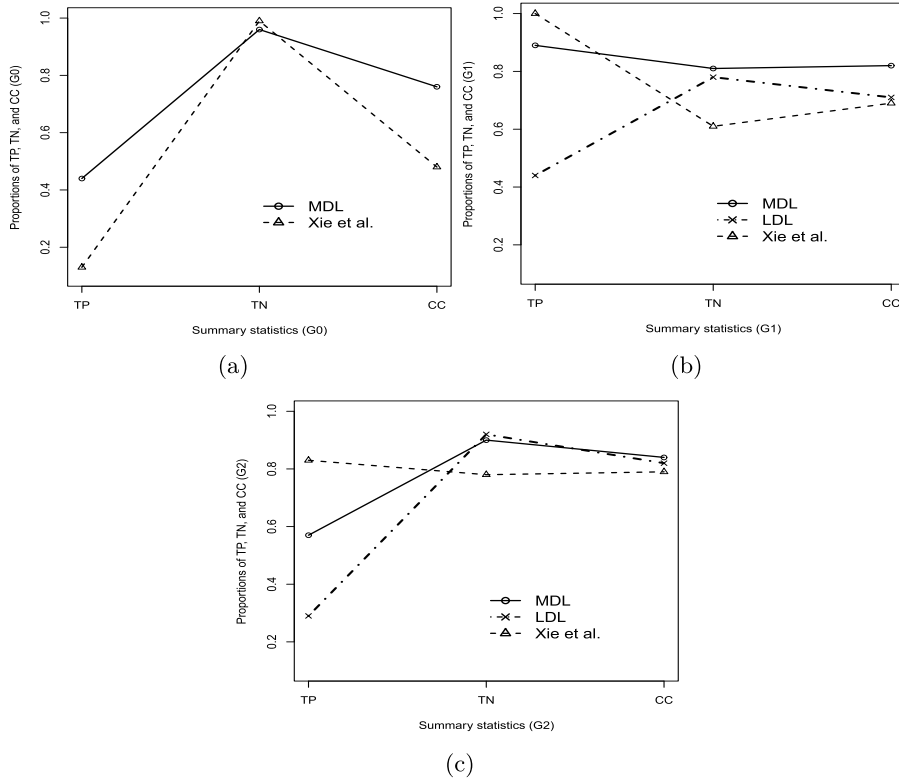 Proportions of TP, TN, and CC (G0)
1.0
0.8
0.6
0.4
0.2
MDL
Xie et al.
TP
TN
CC
Summary statistics (G0)
(a)
Proportions of TP, TN, and CC (G1)
1.0
0.8
0.6
0.4
0.2
MDL
LDL
Xie et al.
TP
TN
CC
Summary statistics (G1)
(b)
Proportions of TP, TN, and CC (G2)
1.0
0.8
0.6
0.4
0.2
MDL
LDL
Xie et al.
TP
TN
CC
Summary statistics (G2)
(c)